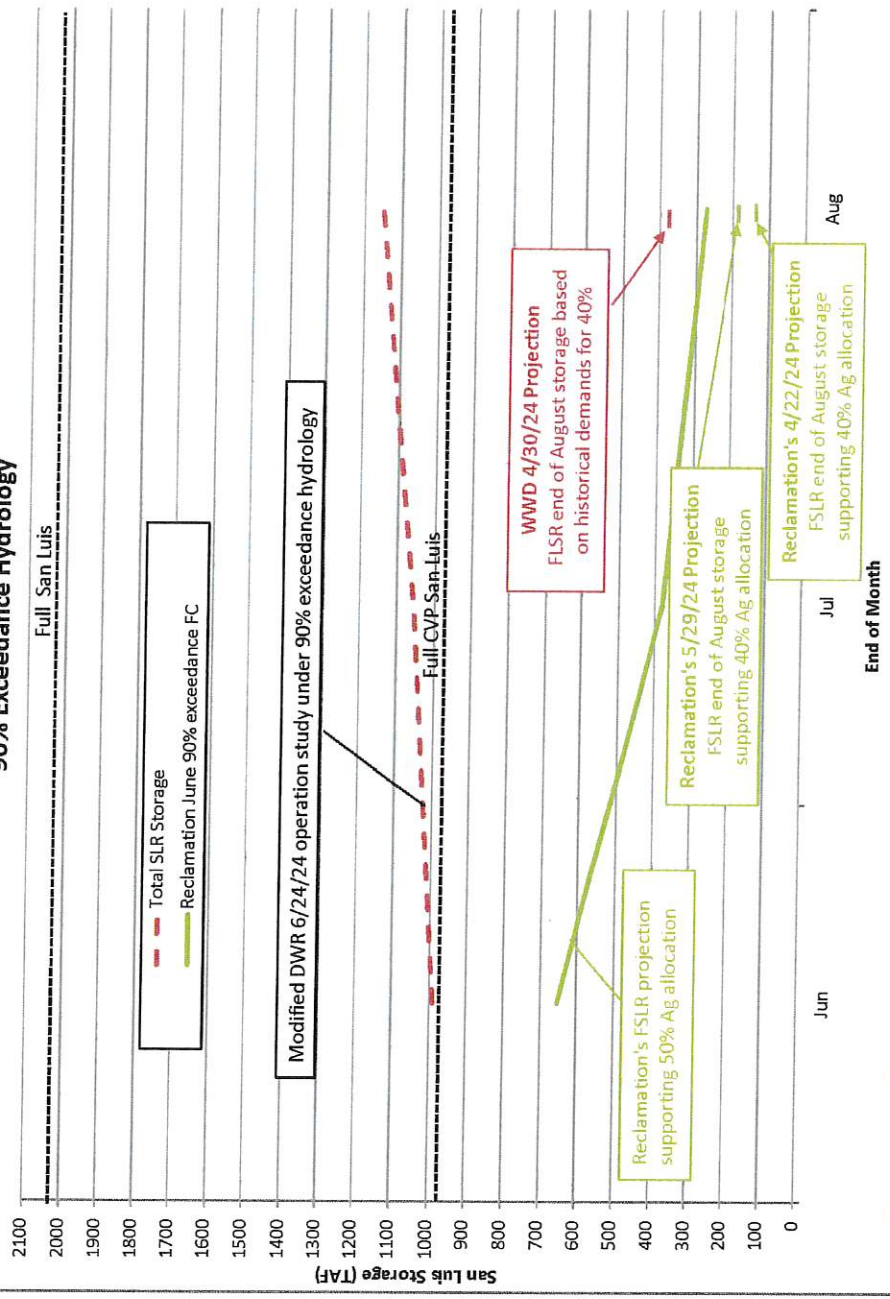 90% Exceedance Hydrology
Full San Luis
Total SLR Storage
Reclamation June 90% exceedance FC
Modified DWR 6/24/24 operation study under 90% exceedance hydrology
Full CVP San Luis
WWD 4/30/24 Projection
FLSR end of August storage based
on historical demands for 40%
Reclamation's FSLR projection
supporting 50% Ag allocation
Reclamation's 5/29/24 Projection
FSLR end of August storage
supporting 40% Ag allocation
Reclamation's 4/22/24 Projection
FSLR end of August storage
supporting 40% Ag allocation
San Luis Storage (TAF)
2100
2000
1900
1800
1700
1600
1500
1400
1300
1200
1100
1000
900
800
700
600
500
400
300
200
100
0
Jun
Jul
Aug
End of Month